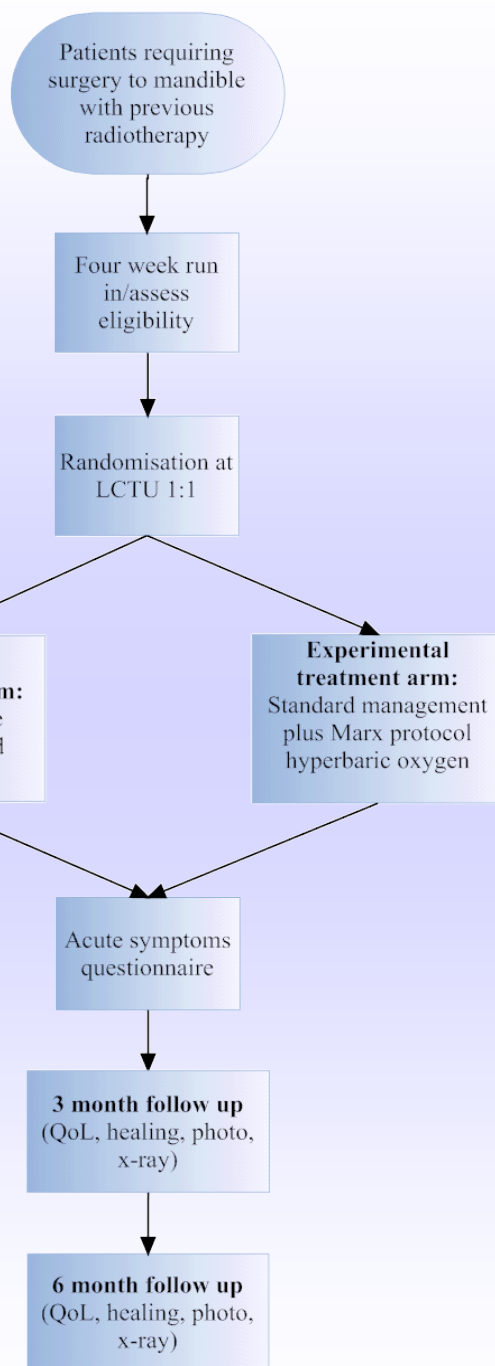 Patients requiring
surgery to mandible
with previous
radiotherapy
Four week run
in/assess
eligibility
Randomisation at
LCTU 1:1
Experimental
treatment arm:
Standard management
plus Marx protocol
hyperbaric oxygen
Acute symptoms
questionnaire
3 month follow up
(QoL, healing, photo,
x-ray)
6 month follow up
(QoL, healing, photo,
x-ray)